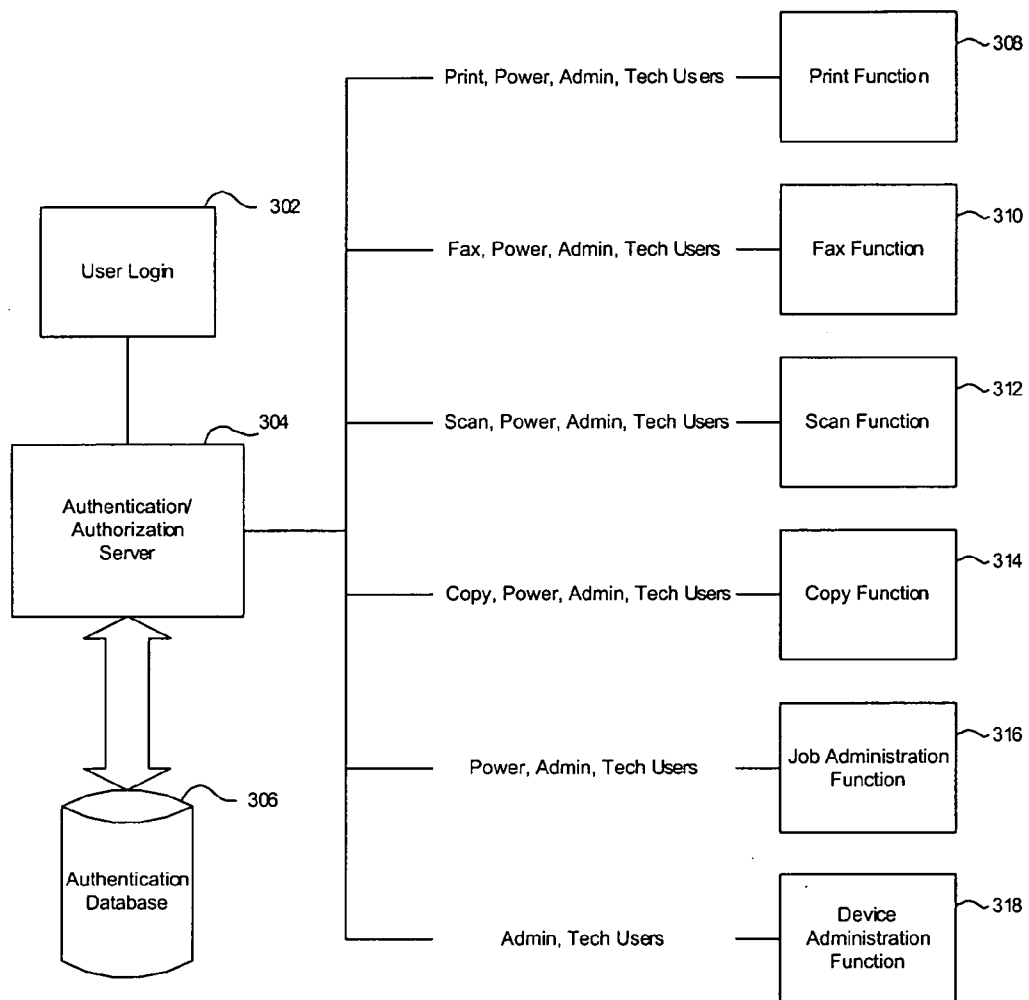 Print, Power, Admin, Tech Users
Print Function
308
Fax, Power, Admin, Tech Users
Fax Function
310
User Login
302
Scan, Power, Admin, Tech Users
Scan Function
312
Authentication/
Authorization
Server
304
Copy, Power, Admin, Tech Users
Copy Function
314
Power, Admin, Tech Users
Job Administration
Function
316
Authentication
Database
306
Admin, Tech Users
Device
Administration
Function
318